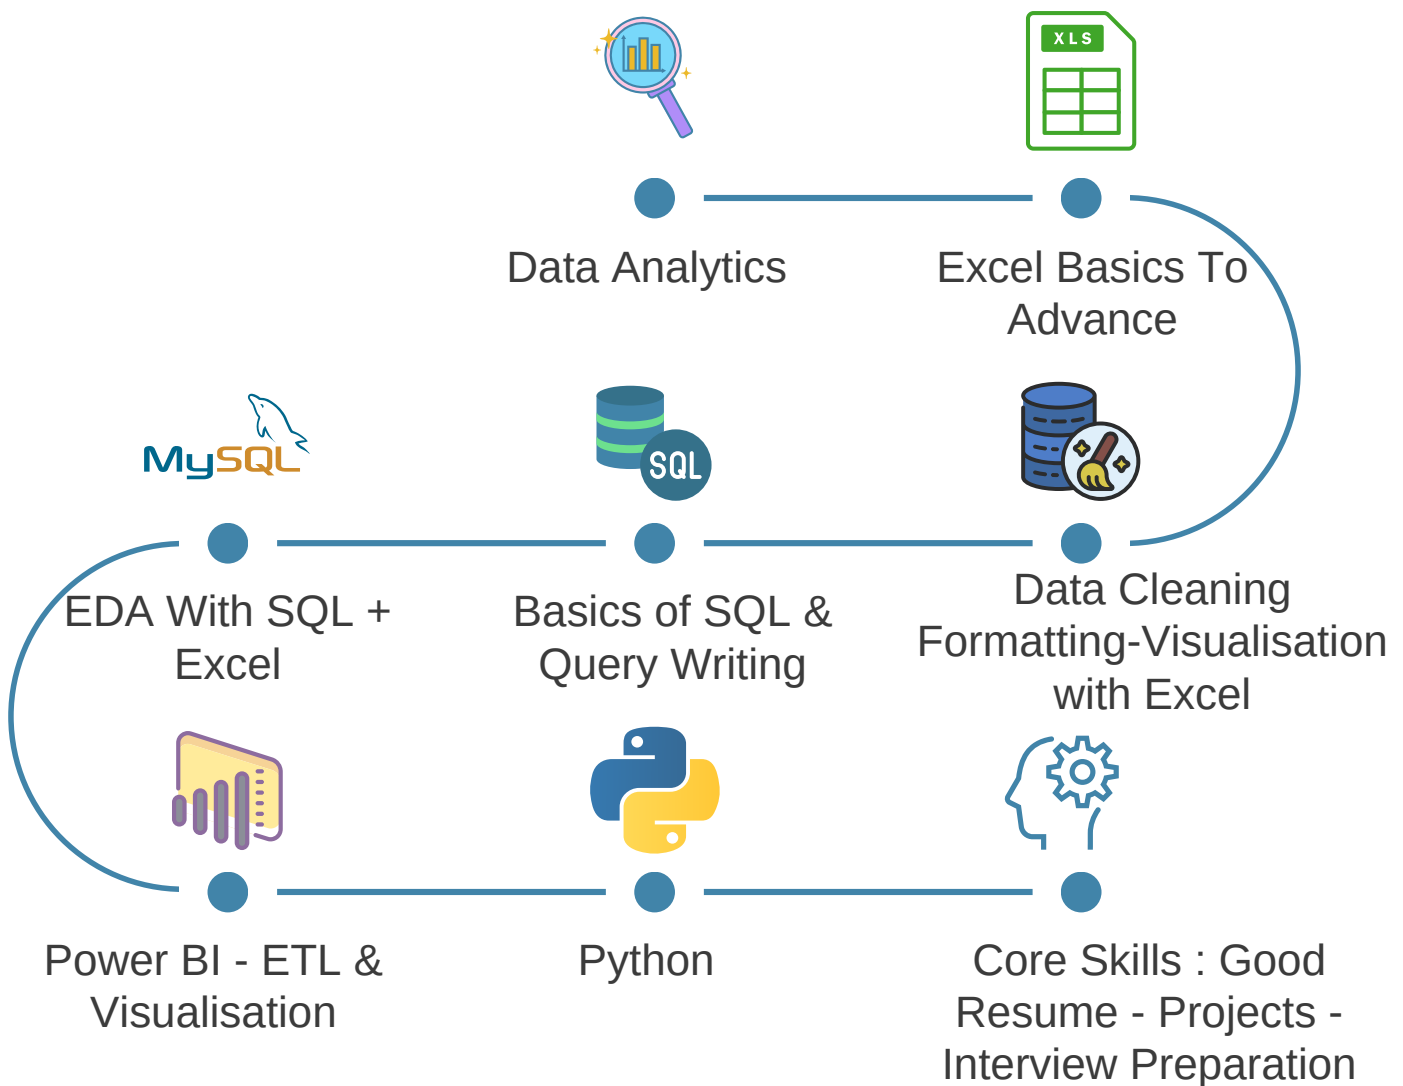 XLS
Data Analytics
Excel Basics To
Advance
MySQL
SQL
EDA With SQL +
Excel
Basics of SQL &
Query Writing
Data Cleaning
Formatting-Visualisation
with Excel
Power BI - ETL &
Visualisation
Python
Core Skills : Good
Resume - Projects -
Interview Preparation